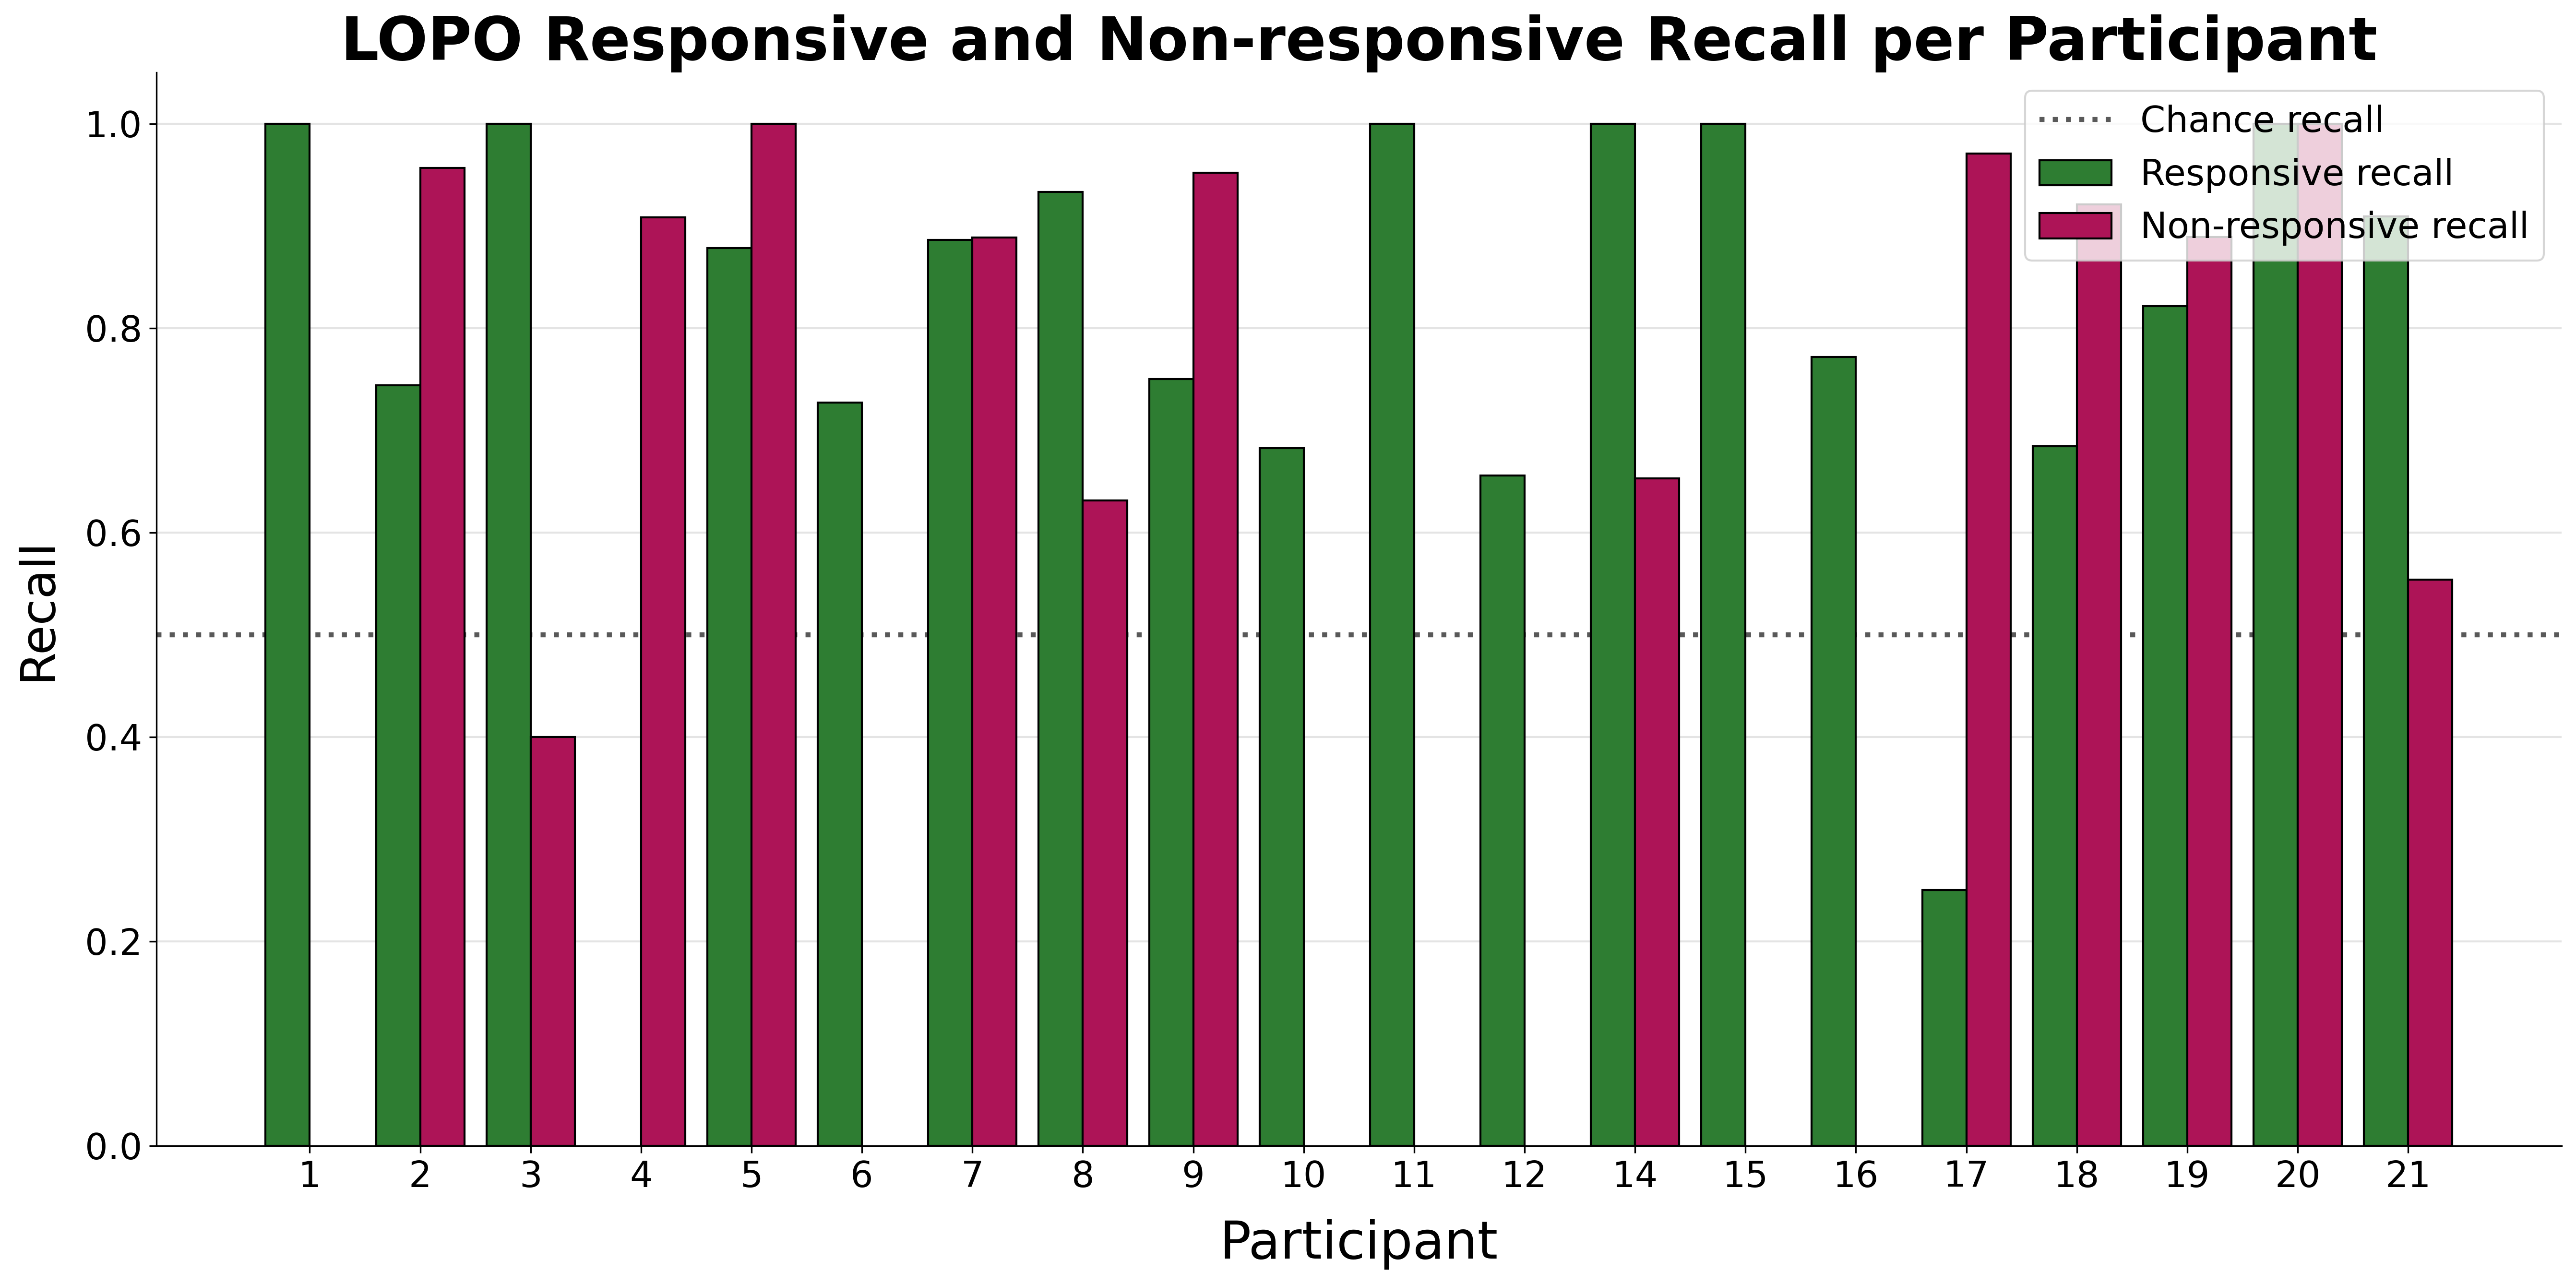 LOPO Responsive and Non-responsive Recall per Participant
Chance recall
Responsive recall
Non-responsive recall
1.0
0.8
0.6
0.4
0.2
0.0
Recall
1 2 3 4 5 6 7 8 9 10 11 12 14 15 16 17 18 19 20 21
Participant